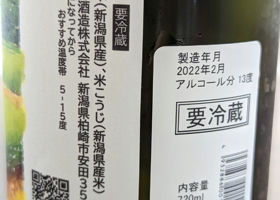 要冷蔵
(新潟県産)、米こうじ(新潟県産米)
酒造株式会社 新潟県柏崎市安田35
になってから
おすすめ温度帯 5-15度
製造年月
2022年2月
アルコール分 13度
要冷蔵
内容量
720ml